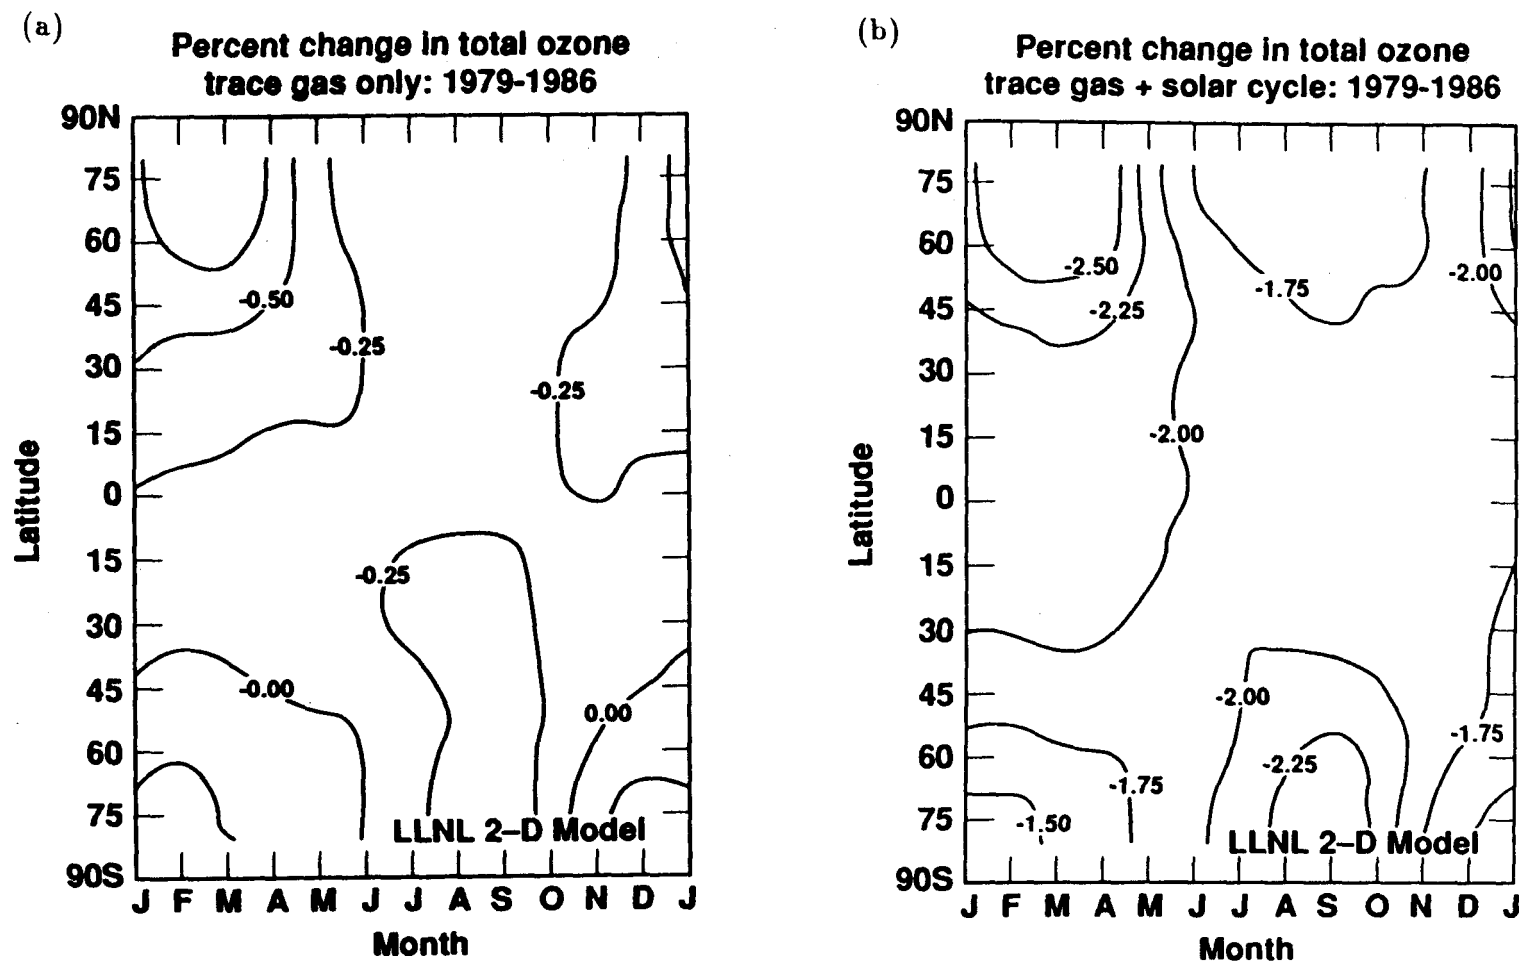 (a)
Percent change in total ozone
trace gas only: 1979-1986
90N
75
60
45
30
15
0
15
30
45
60
75
90S
Latitude
-0.50
-0.25
-0.25
-0.25
-0.00
0.00
LLNL 2-D Model
J F M A M J J A S O N D J
Month
(b)
Percent change in total ozone
trace gas + solar cycle: 1979-1986
90N
75
60
45
30
15
0
15
30
45
60
75
90S
Latitude
-2.50
-2.25
-1.75
-2.00
-2.00
-2.00
-2.25
-1.75
-1.75
-1.50
LLNL 2-D Model
J F M A M J J A S O N D J
Month